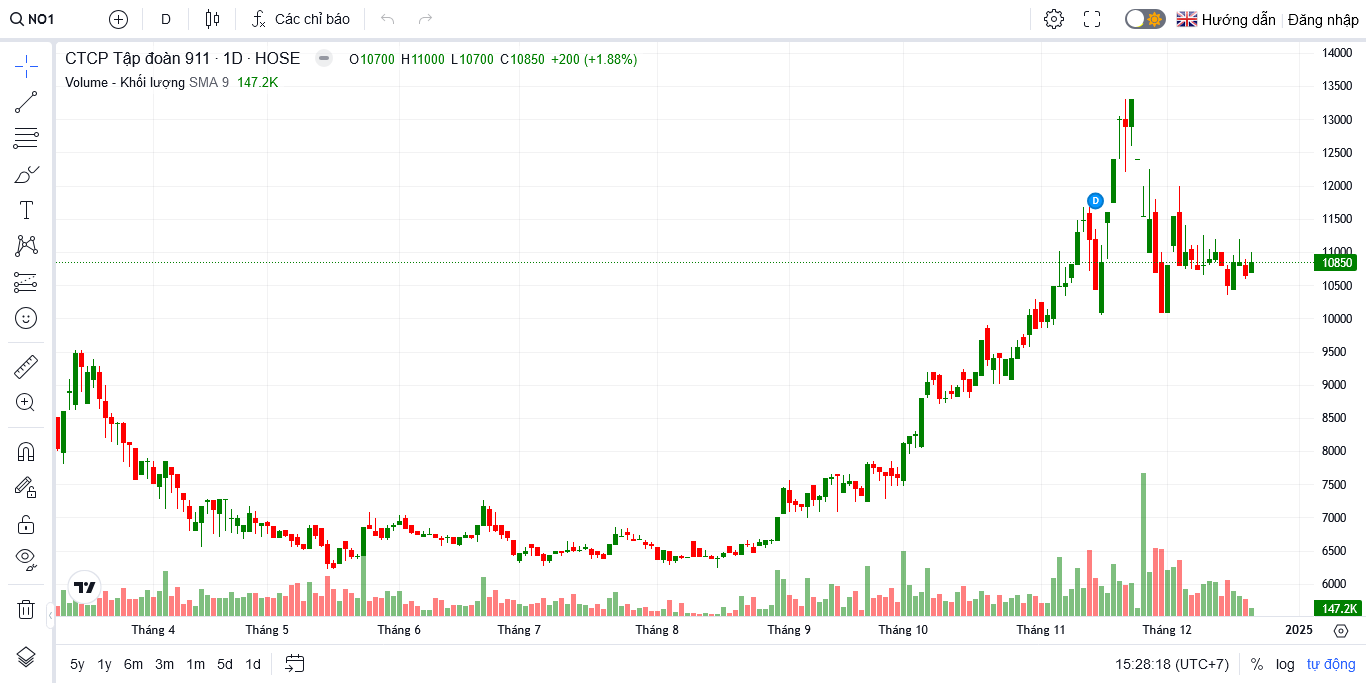 NO1 D Các chỉ báo Hướng dẫn Đăng nhập
CTCP Tập đoàn 911 · 1D · HOSE O10700 H11000 L10700 C10850 +200 (+1.88%)
Volume - Khối lượng SMA 9 147.2K
14000
13500
13000
12500
12000
D
11500
11000
10850
10500
10000
9500
9000
8500
8000
7500
7000
6500
6000
147.2K
Tháng 4 Tháng 5 Tháng 6 Tháng 7 Tháng 8 Tháng 9 Tháng 10 Tháng 11 Tháng 12 2025
5y 1y 6m 3m 1m 5d 1d 15:28:18 (UTC+7) % log tự động